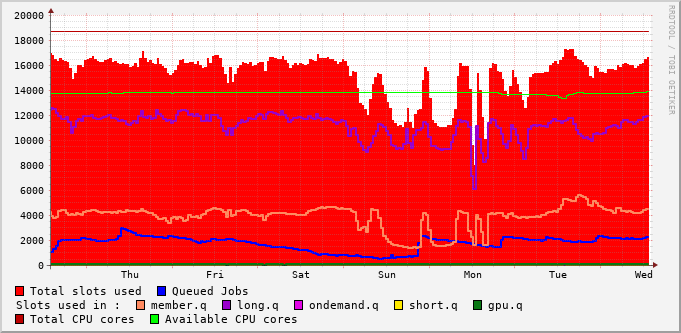 20000
18000
16000
14000
12000
10000
8000
6000
4000
2000
0
Thu Fri Sat Sun Mon Tue Wed
Total slots used Queued Jobs
Slots used in : member.q long.q ondemand.q short.q gpu.q
Total CPU cores Available CPU cores
RRDTOOL / TOBI OETIKER